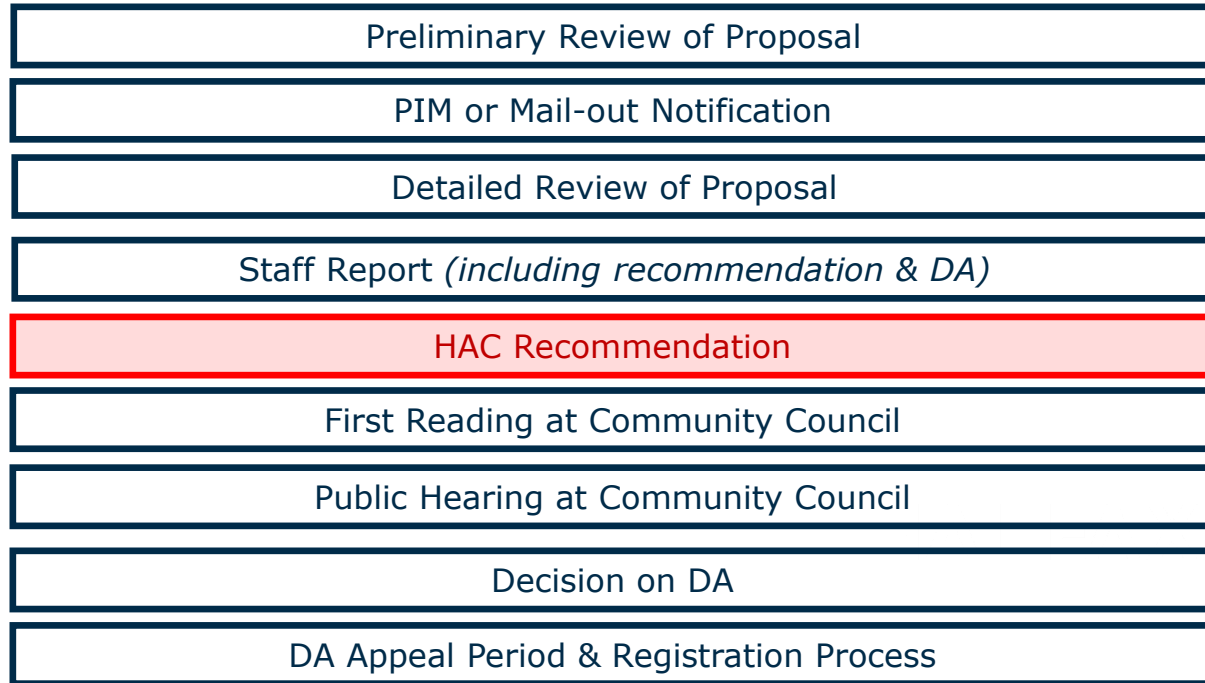 Preliminary Review of Proposal
PIM or Mail-out Notification
Detailed Review of Proposal
Staff Report (including recommendation & DA)
HAC Recommendation
First Reading at Community Council
Public Hearing at Community Council
Decision on DA
DA Appeal Period & Registration Process